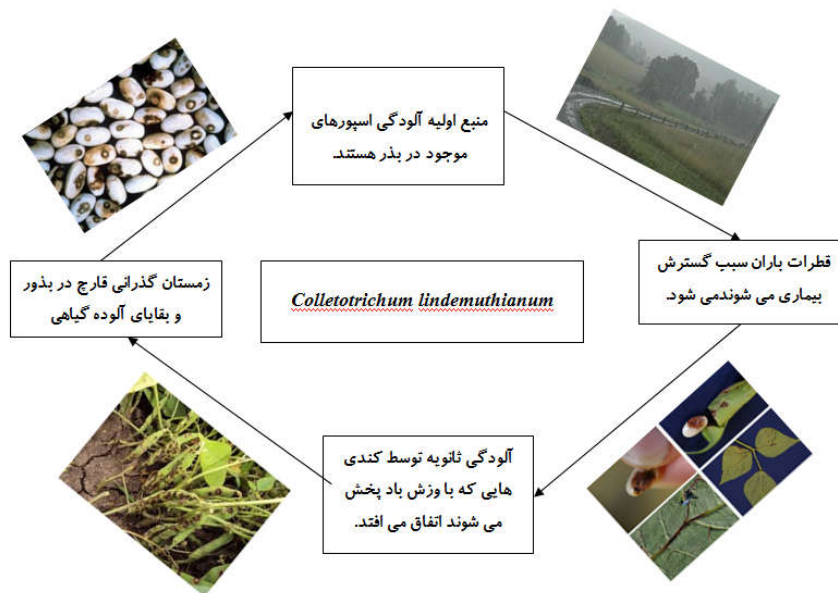 منبع اولیه آلودگی اسپورهای
موجود در بذر هستند.
قطرات باران سبب گسترش
بیماری می شوندمی شود.
زمستان گذرانی قارچ در بذور
و بقایای آلوده گیاهی
Colletotrichum lindemuthianum
آلودگی ثانویه توسط کندی
هایی که با وزش باد پخش
می شوند اتفاق می افتد.